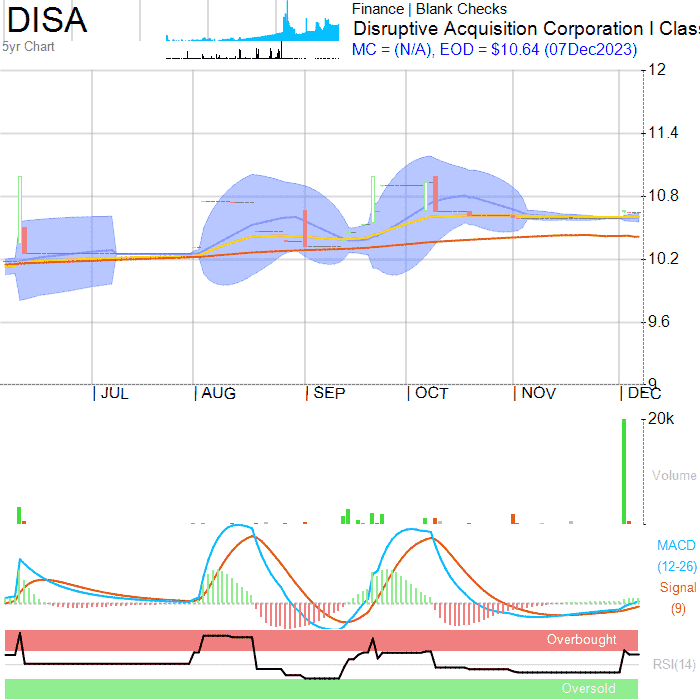 DISA
5yr Chart
Finance | Blank Checks
Disruptive Acquisition Corporation I Clas
MC = (N/A), EOD = $10.64 (07Dec2023)
12
11.4
10.8
10.2
9.6
9
JUL
AUG
SEP
OCT
NOV
DEC
20k
Volume
MACD
(12-26)
Signal
(9)
Overbought
RSI(14)
Oversold